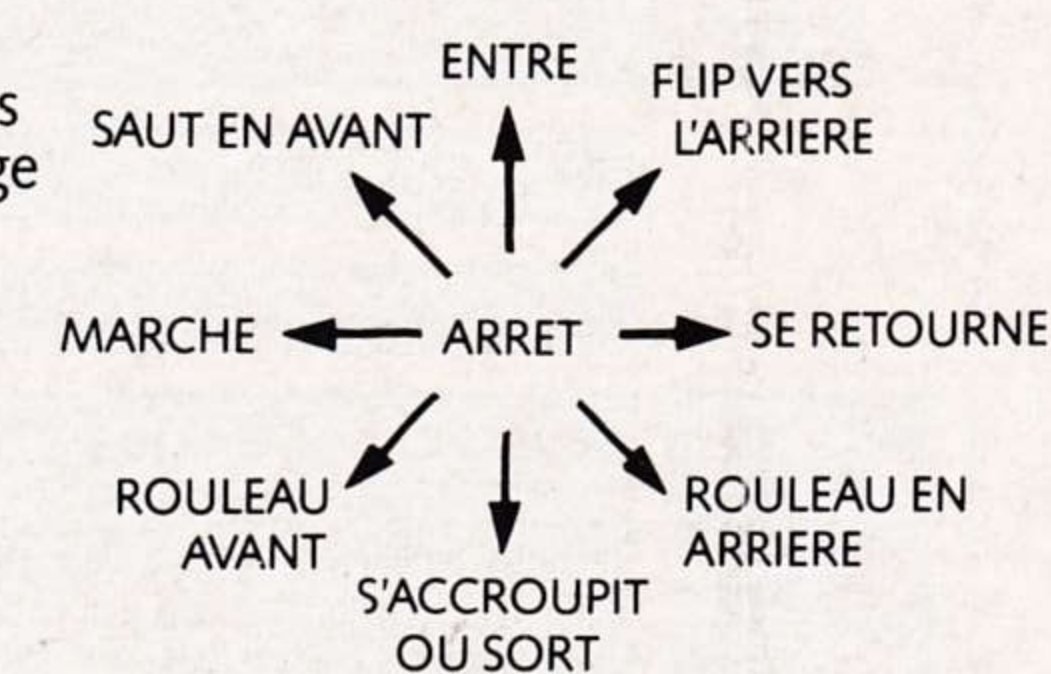 ENTRE
FLIP VERS
L'ARRIERE
SAUT EN AVANT
MARCHE
ARRET
SE RETOURNE
ROULEAU
AVANT
ROULEAU EN
ARRIERE
S'ACCROUPIT
OU SORT